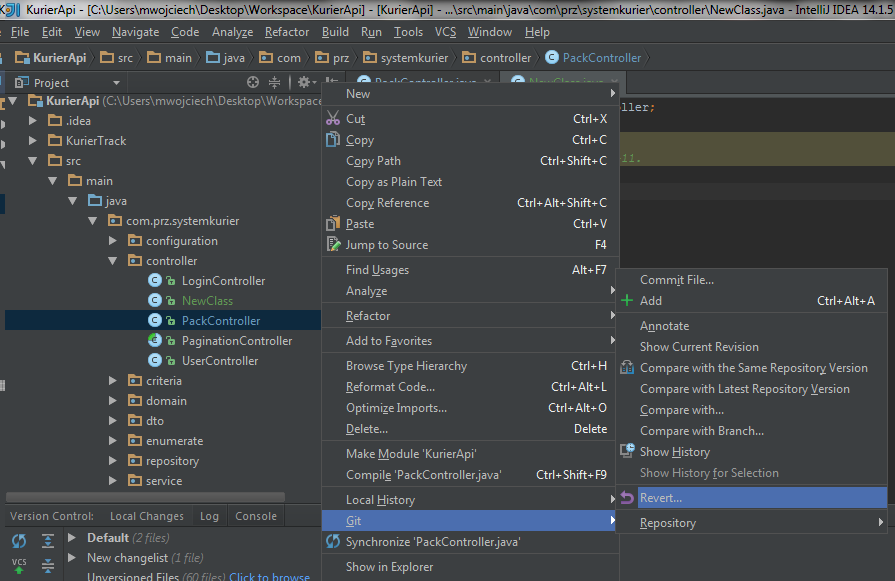 KurierApi - [C:\Users\mwojciech\Desktop\Workspace\KurierApi] - [KurierApi] - ...\src\main\java\com\prz\systemkurier\controller\NewClass.java - IntelliJ IDEA 14.1.5
File Edit View Navigate Code Analyze Refactor Build Run Tools VCS Window Help
KurierApi src main java com prz systemkurier controller PackController
Project
PackController.java NewClass.java
KurierApi (C:\Users\mwojciech\Desktop\Workspace
.idea
KurierTrack
src
main
java
com.prz.systemkurier
configuration
controller
LoginController
NewClass
PackController
PaginationController
UserController
criteria
domain
dto
enumerate
repository
service
oller;
11.
New
Cut Ctrl+X
Copy Ctrl+C
Copy Path Ctrl+Shift+C
Copy as Plain Text
Copy Reference Ctrl+Alt+Shift+C
Paste Ctrl+V
Jump to Source F4
Find Usages Alt+F7
Analyze
Refactor
Add to Favorites
Browse Type Hierarchy Ctrl+H
Reformat Code... Ctrl+Alt+L
Optimize Imports... Ctrl+Alt+O
Delete... Delete
Make Module 'KurierApi'
Compile 'PackController.java' Ctrl+Shift+F9
Local History
Git
Synchronize 'PackController.java'
Show in Explorer
Commit File...
Add Ctrl+Alt+A
Annotate
Show Current Revision
Compare with the Same Repository Version
Compare with Latest Repository Version
Compare with...
Compare with Branch...
Show History
Show History for Selection
Revert...
Repository
Version Control: Local Changes Log Console
Default (2 files)
New changelist (1 file)
Unversioned Files (60 files) Click to browse
VCS